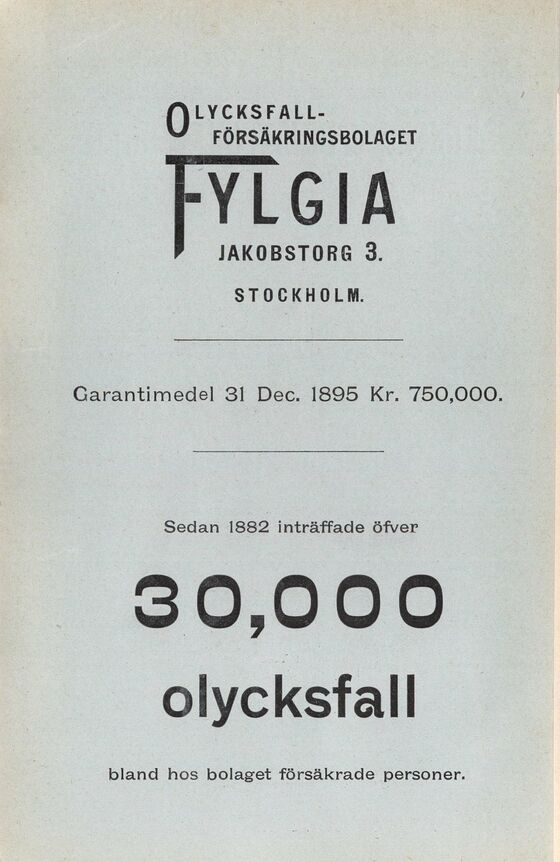 OLYCKSFALL-
FÖRSÄKRINGSBOLAGET
FYLGIA
JAKOBSTORG 3.
STOCKHOLM.
Garantimedel 31 Dec. 1895 Kr. 750,000.
Sedan 1882 inträffade öfver
30,000
olycksfall
bland hos bolaget försäkrade personer.